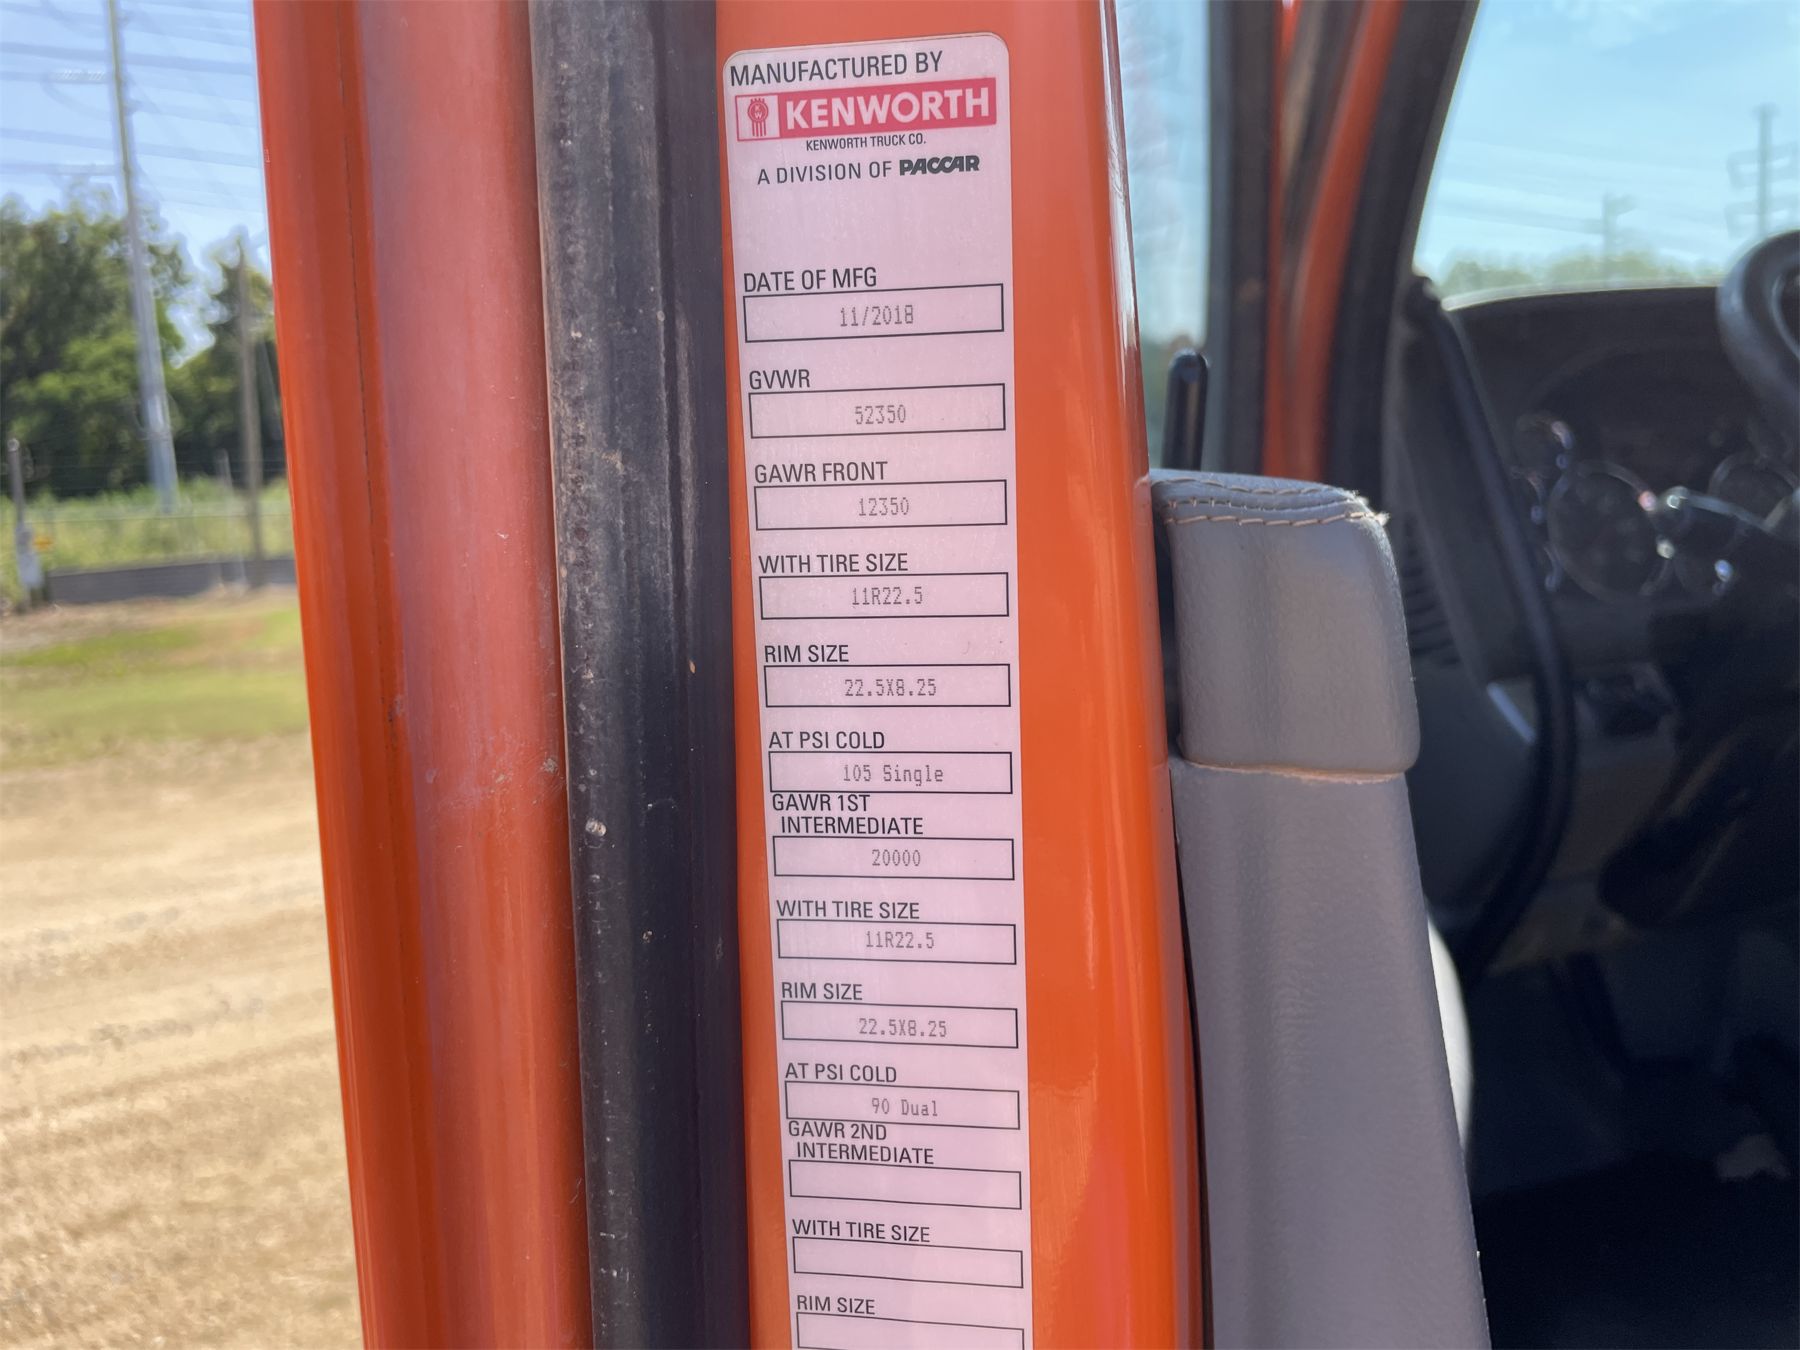 MANUFACTURED BY
KENWORTH
KENWORTH TRUCK CO.
A DIVISION OF PACCAR
DATE OF MFG
11/2018
GVWR
52350
GAWR FRONT
12350
WITH TIRE SIZE
11R22.5
RIM SIZE
22.5X8.25
AT PSI COLD
105 Single
GAWR 1ST
INTERMEDIATE
20000
WITH TIRE SIZE
11R22.5
RIM SIZE
22.5X8.25
AT PSI COLD
90 Dual
GAWR 2ND
INTERMEDIATE
WITH TIRE SIZE
RIM SIZE